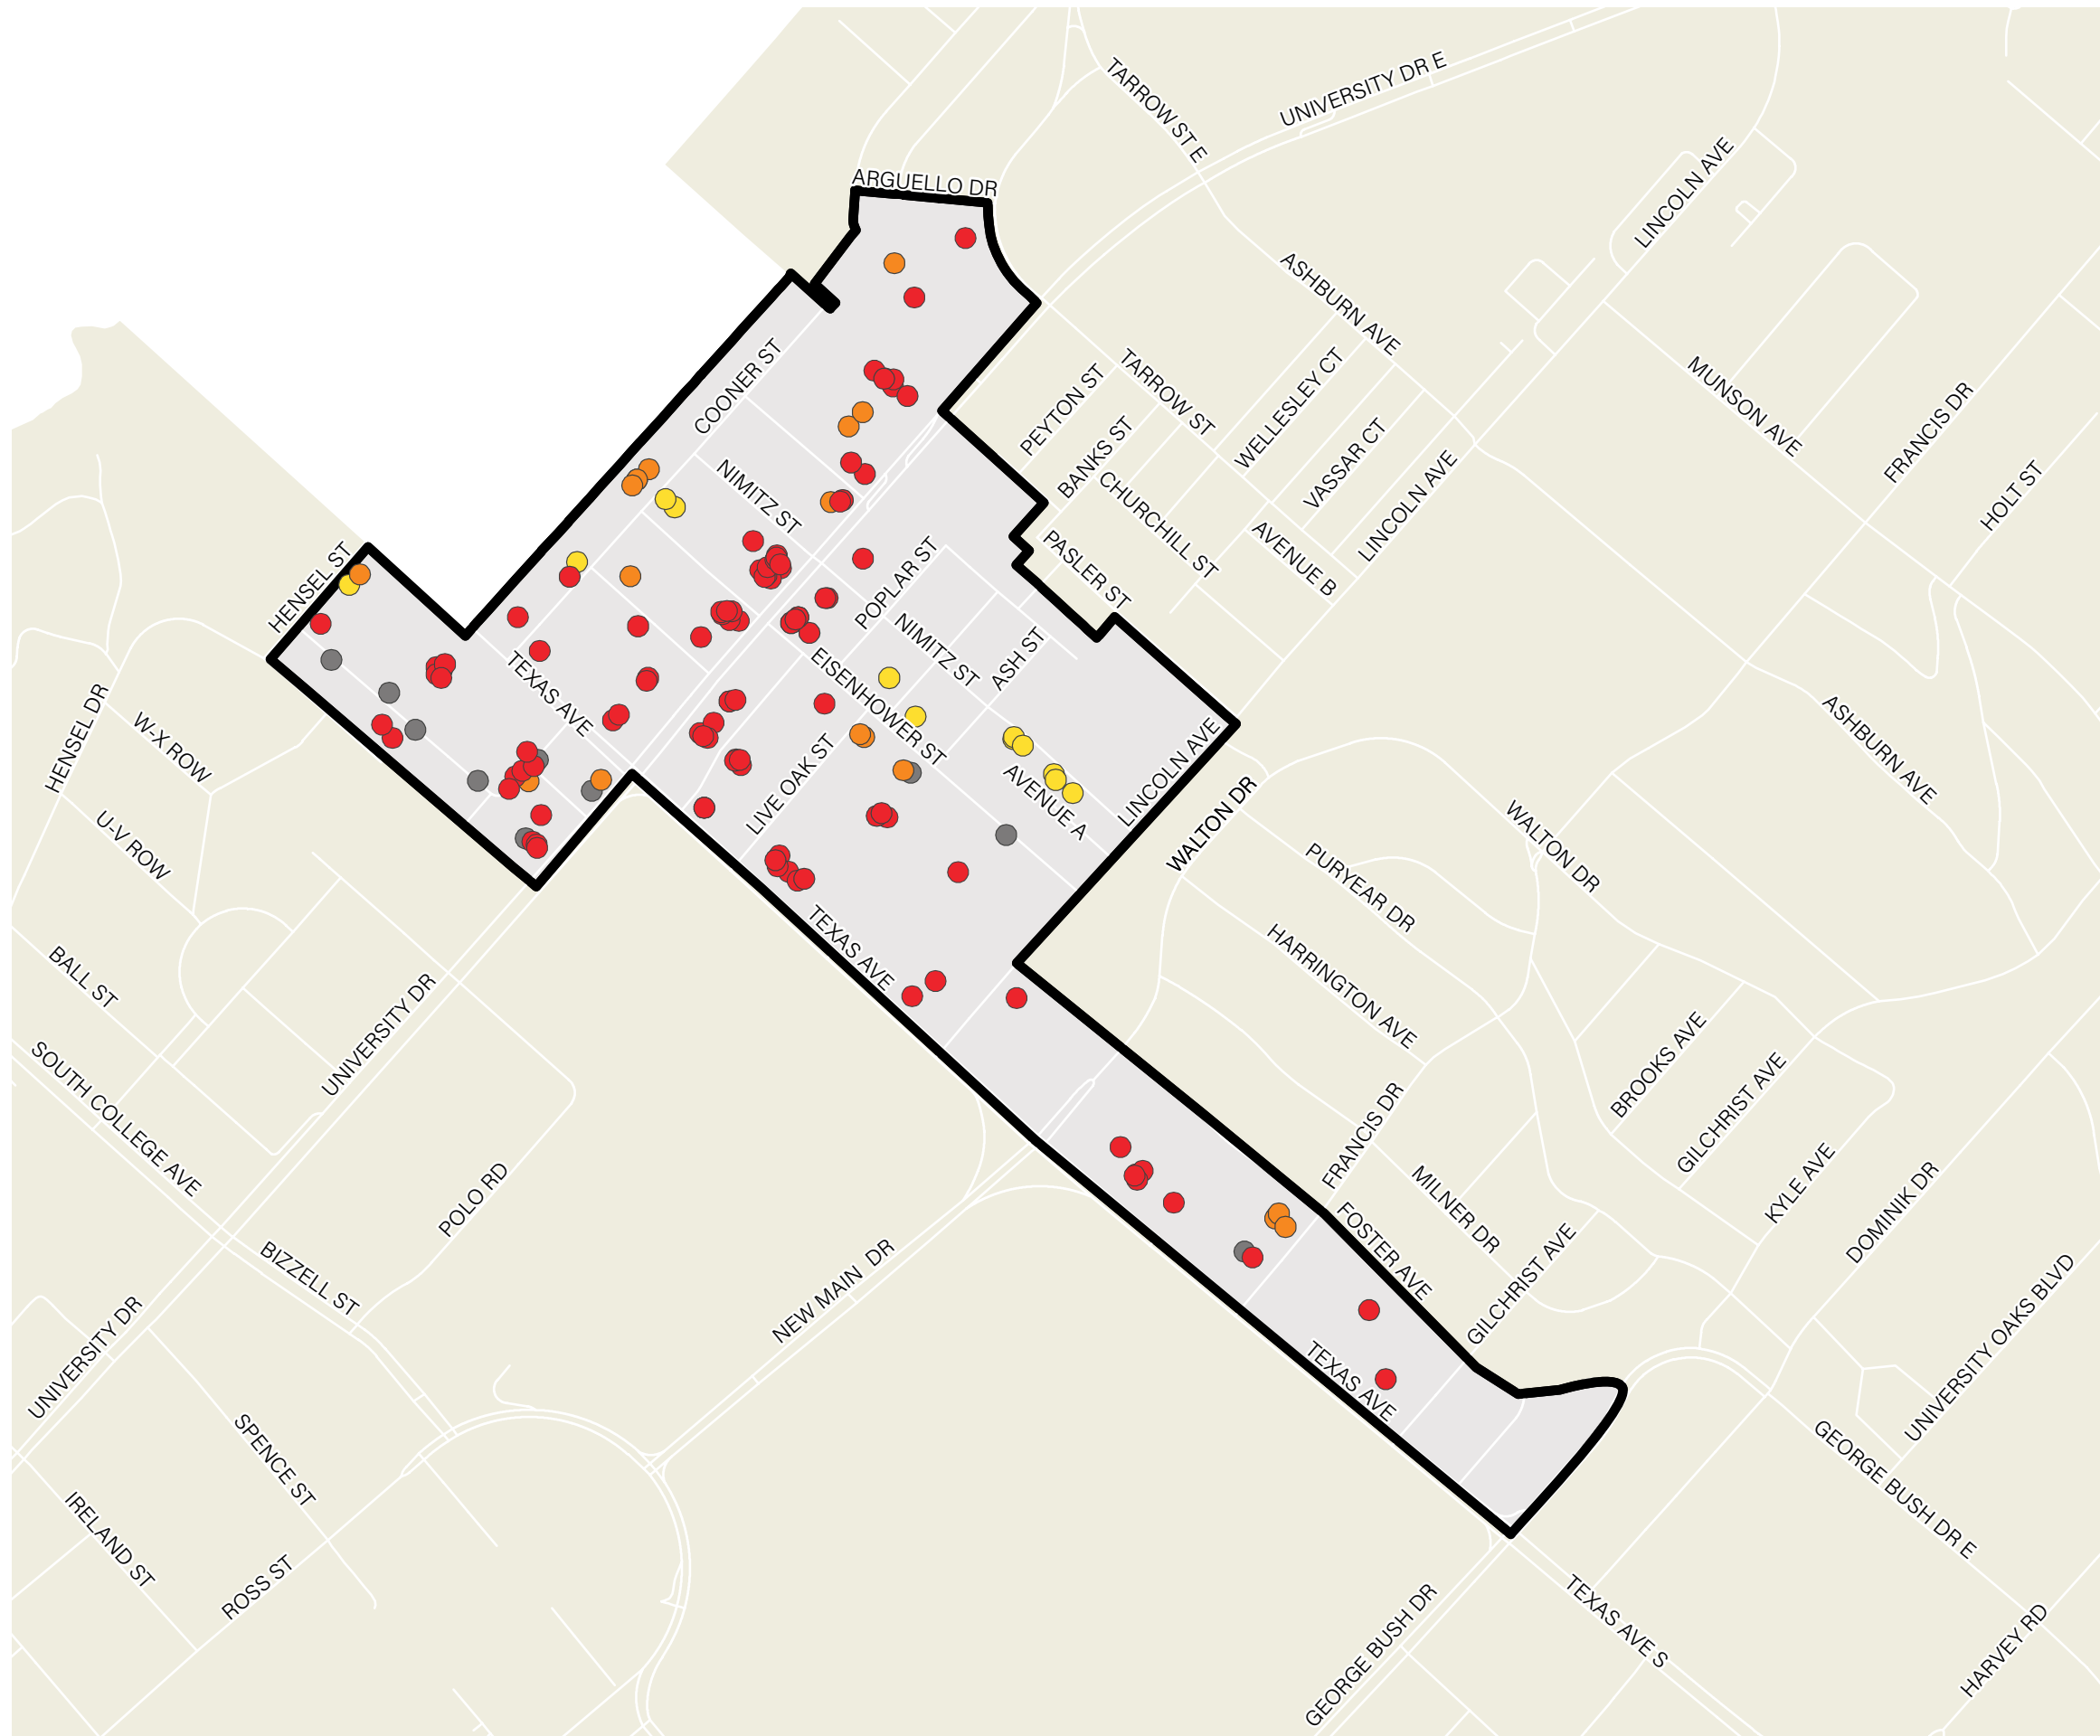 UNIVERSITY DR E
TARROW ST E
LINCOLN AVE
ARGUELLO DR
ASHBURN AVE
COONER ST
PEYTON ST
TARROW ST
WELLESLEY CT
MUNSON AVE
FRANCIS DR
BANKS ST
VASSAR CT
LINCOLN AVE
HOLT ST
NIMITZ ST
CHURCHILL ST
AVENUE B
HENSEL ST
POPLAR ST
PASLER ST
NIMITZ ST
ASH ST
TEXAS AVE
EISENHOWER ST
HENSEL DR
W-X ROW
LIVE OAK ST
AVENUE A
LINCOLN AVE
ASHBURN AVE
WALTON DR
WALTON DR
U-V ROW
PURYEAR DR
TEXAS AVE
HARRINGTON AVE
BALL ST
UNIVERSITY DR
BROOKS AVE
GILCHRIST AVE
SOUTH COLLEGE AVE
FRANCIS DR
POLO RD
MILNER DR
KYLE AVE
DOMINIK DR
FOSTER AVE
BIZZELL ST
NEW MAIN DR
GILCHRIST AVE
UNIVERSITY OAKS BLVD
UNIVERSITY DR
TEXAS AVE
SPENCE ST
GEORGE BUSH DR E
IRELAND ST
ROSS ST
GEORGE BUSH DR
TEXAS AVE S
HARVEY RD